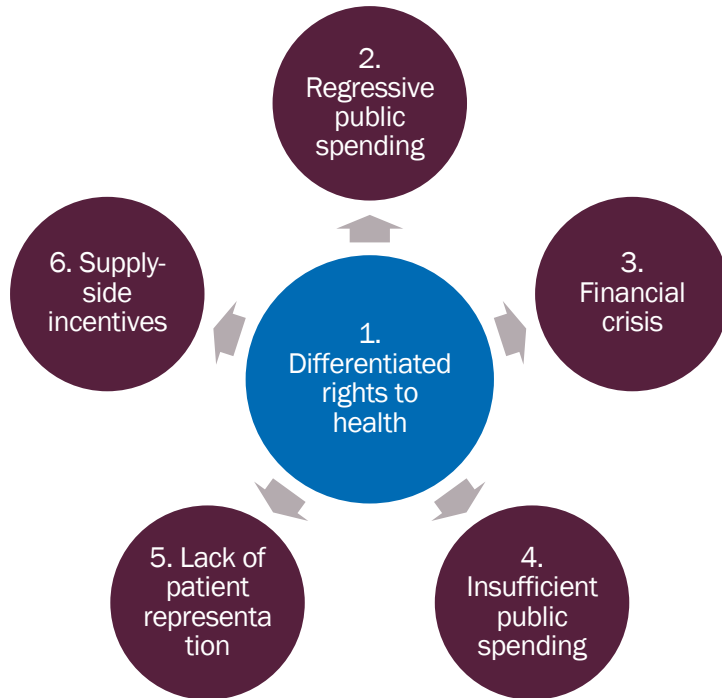 1.
Differentiated
rights to
health
2.
Regressive
public
spending
3.
Financial
crisis
4.
Insufficient
public
spending
5. Lack of
patient
representa
tion
6. Supply-
side
incentives